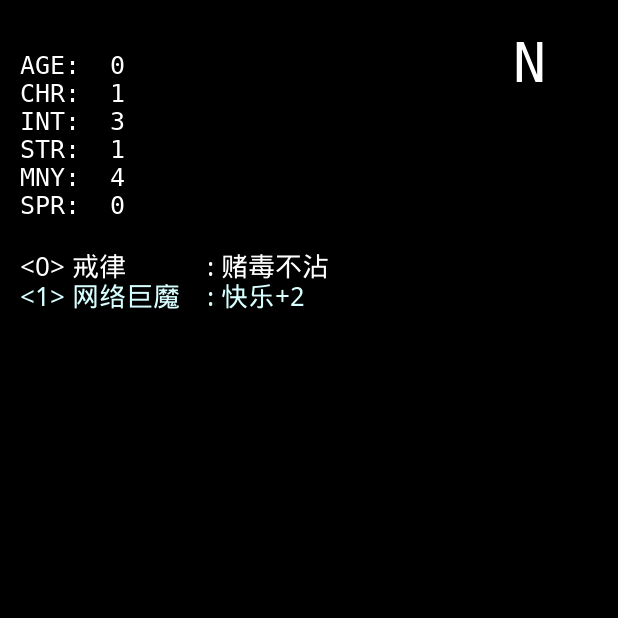 N
AGE: 0
CHR: 1
INT: 3
STR: 1
MNY: 4
SPR: 0
<0> 戒律 : 赌毒不沾
<1> 网络巨魔 : 快乐+2